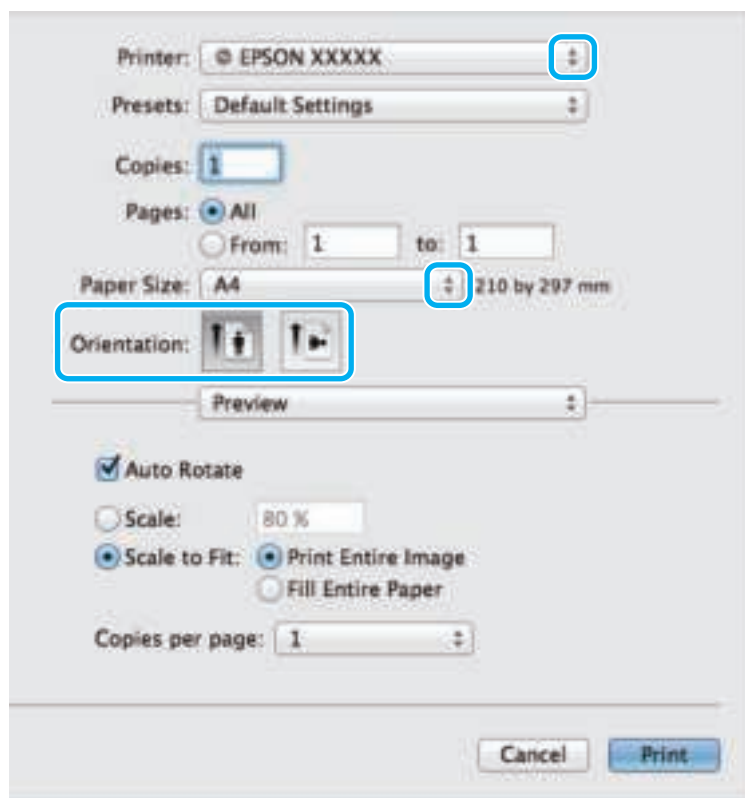 Printer: EPSON XXXXX
Presets: Default Settings
Copies: 1
Pages: All
From: 1 to: 1
Paper Size: A4 210 by 297 mm
Orientation:
Preview
Auto Rotate
Scale: 80 %
Scale to Fit: Print Entire Image
Fill Entire Paper
Copies per page: 1
Cancel Print